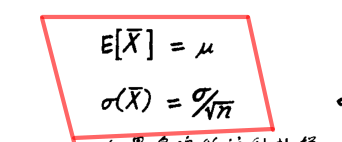 E[X̄] = μ
σ(X̄) = σ/√n